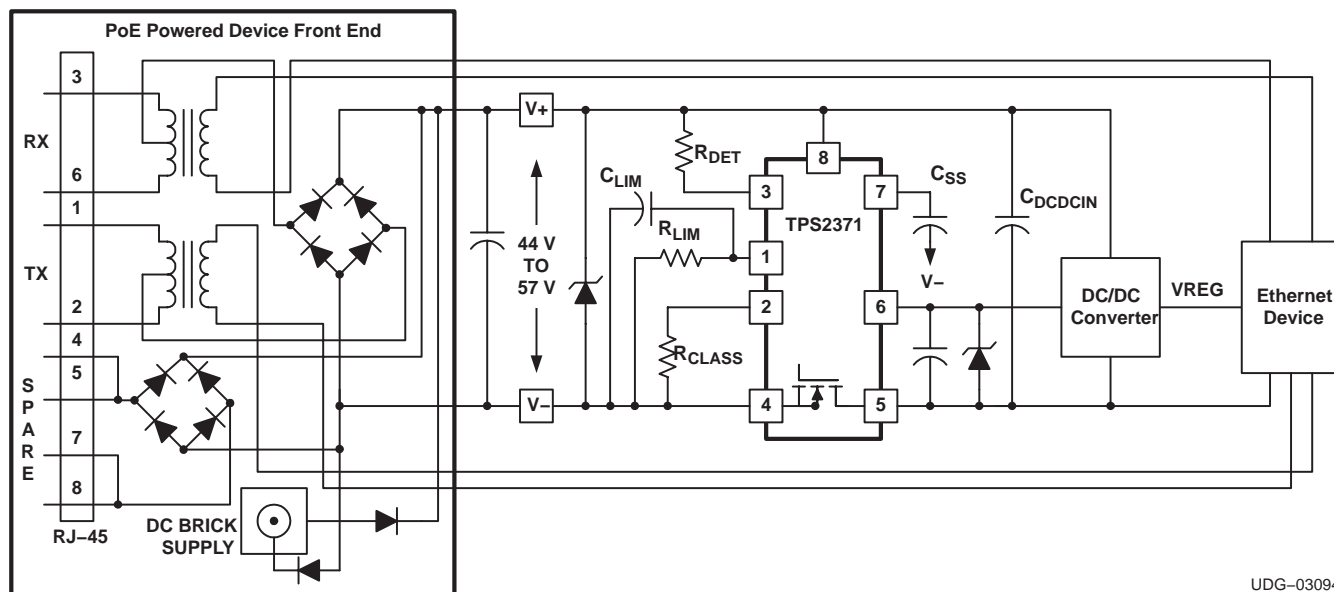 PoE Powered Device Front End
3
RX
6
1
TX
2
4
5
7
8
SPARE
RJ–45
DC BRICK
SUPPLY
V+
44 V
TO
57 V
V–
CLIM
RLIM
RDET
RCLASS
8
3
7
TPS2371
1
2
6
4
5
CSS
V–
CDCDCIN
DC/DC
Converter
VREG
Ethernet
Device
UDG–03094